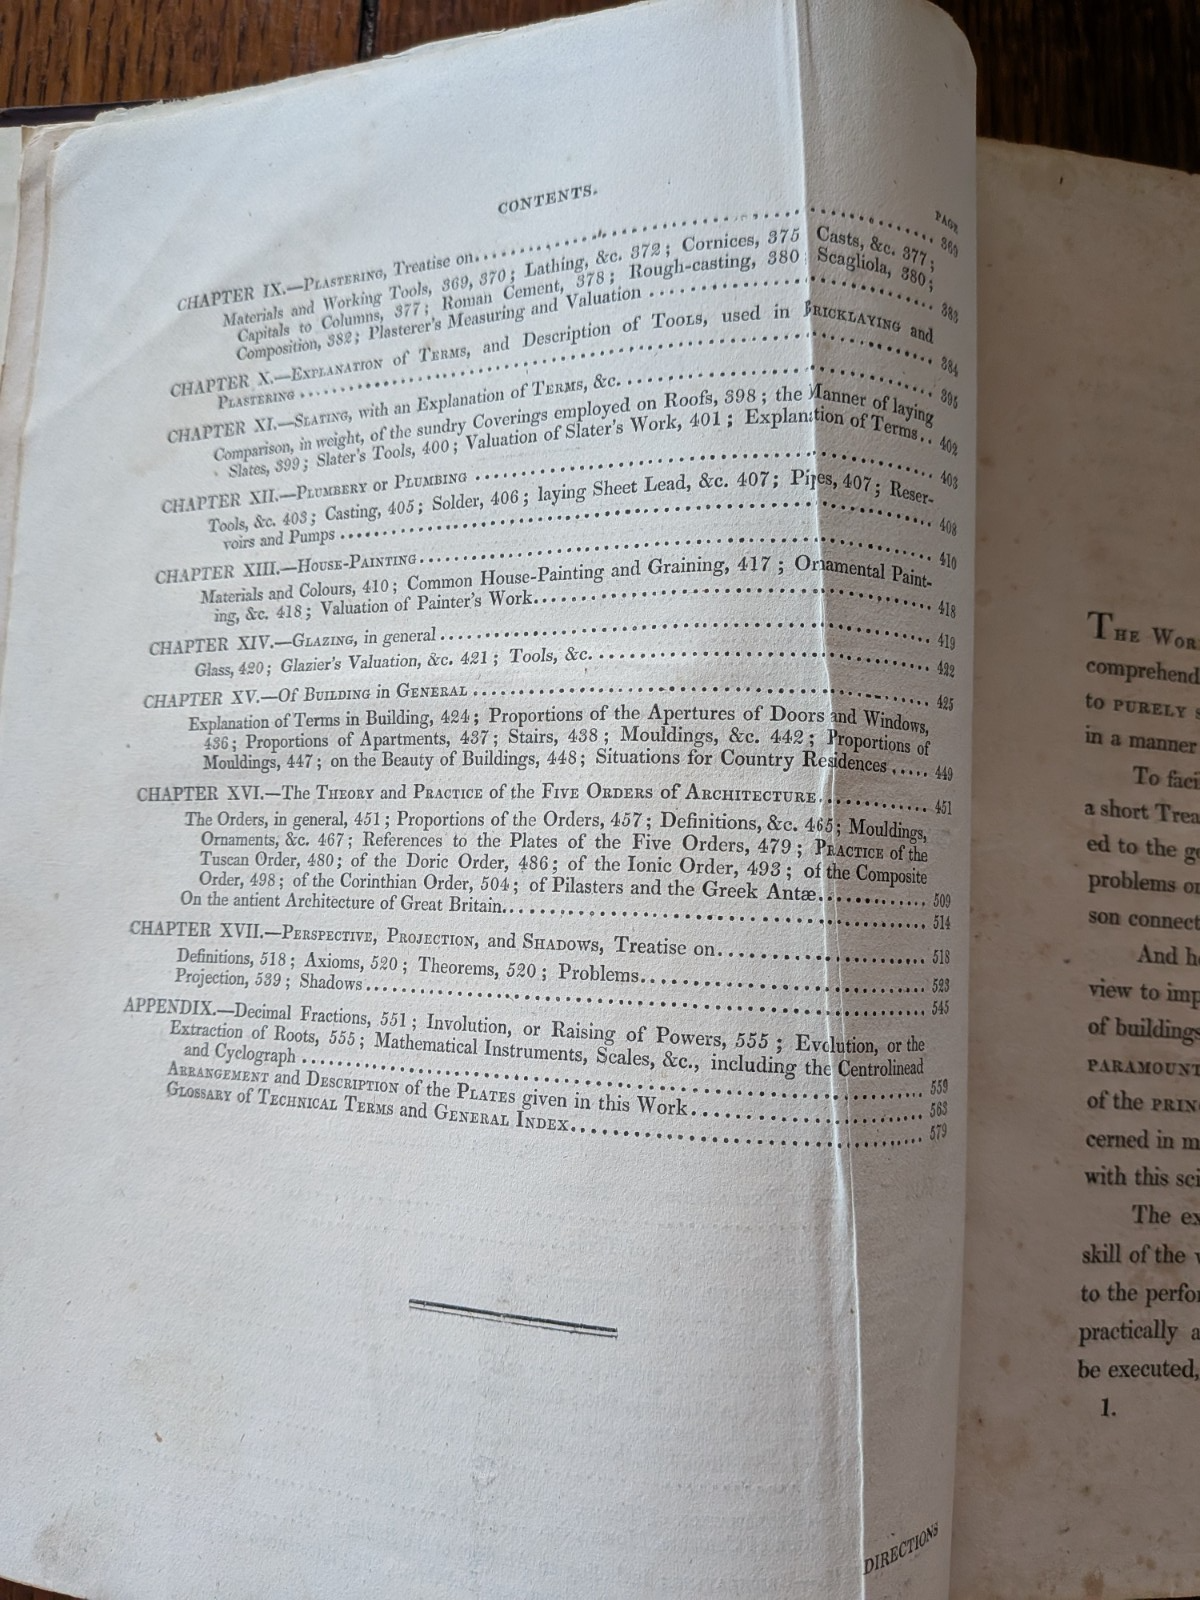 CONTENTS.
PAGE
CHAPTER IX.—PLASTERING, Treatise on........ 369
Materials and Working Tools, 369, 370; Lathing, &c. 372; Cornices, 375 Casts, &c. 377;
Capitals to Columns, 377; Roman Cement, 378; Rough-casting, 380 Scagliola, 380;
Composition, 382; Plasterer's Measuring and Valuation ........ 383
CHAPTER X.—EXPLANATION of TERMS, and Description of TOOLS, used in BRICKLAYING and
PLASTERING ........ 384
CHAPTER XI.—SLATING, with an Explanation of TERMS, &c. ........ 395
Comparison, in weight, of the sundry Coverings employed on Roofs, 398; the Manner of laying
Slates, 399; Slater's Tools, 400; Valuation of Slater's Work, 401; Explanation of Terms.. 402
CHAPTER XII.—PLUMBERY or PLUMBING ........ 403
Tools, &c. 403; Casting, 405; Solder, 406; laying Sheet Lead, &c. 407; Pipes, 407; Reser-
voirs and Pumps ........ 408
CHAPTER XIII.—HOUSE-PAINTING ........ 410
Materials and Colours, 410; Common House-Painting and Graining, 417; Ornamental Paint-
ing, &c. 418; Valuation of Painter's Work........ 418
CHAPTER XIV.—GLAZING, in general ........ 419
Glass, 420; Glazier's Valuation, &c. 421; Tools, &c. ........ 422
CHAPTER XV.—Of BUILDING in GENERAL ........ 425
Explanation of Terms in Building, 424; Proportions of the Apertures of Doors and Windows,
436; Proportions of Apartments, 437; Stairs, 438; Mouldings, &c. 442; Proportions of
Mouldings, 447; on the Beauty of Buildings, 448; Situations for Country Residences ..... 449
CHAPTER XVI.—The THEORY and PRACTICE of the FIVE ORDERS of ARCHITECTURE........ 451
The Orders, in general, 451; Proportions of the Orders, 457; Definitions, &c. 465; Mouldings,
Ornaments, &c. 467; References to the Plates of the Five Orders, 479; PRACTICE of the
Tuscan Order, 480; of the Doric Order, 486; of the Ionic Order, 493; of the Composite
Order, 498; of the Corinthian Order, 504; of Pilasters and the Greek Antæ........ 509
On the antient Architecture of Great Britain........ 514
CHAPTER XVII.—PERSPECTIVE, PROJECTION, and SHADOWS, Treatise on........ 518
Definitions, 518; Axioms, 520; Theorems, 520; Problems........ 523
Projection, 539; Shadows........ 545
APPENDIX.—Decimal Fractions, 551; Involution, or Raising of Powers, 555; Evolution, or the
Extraction of Roots, 555; Mathematical Instruments, Scales, &c., including the Centrolinead
and Cyclograph ........ 559
ARRANGEMENT and DESCRIPTION of the PLATES given in this Work........ 563
GLOSSARY of TECHNICAL TERMS and GENERAL INDEX........ 579
DIRECTIONS
THE
comprehend
to PURELY
in a manner
To
a short
ed to the
problems
son
And
view to
of buildings
PARAMOUNT
of the
cerned in
with this
The
skill of the
to the
practically
be executed,
1.